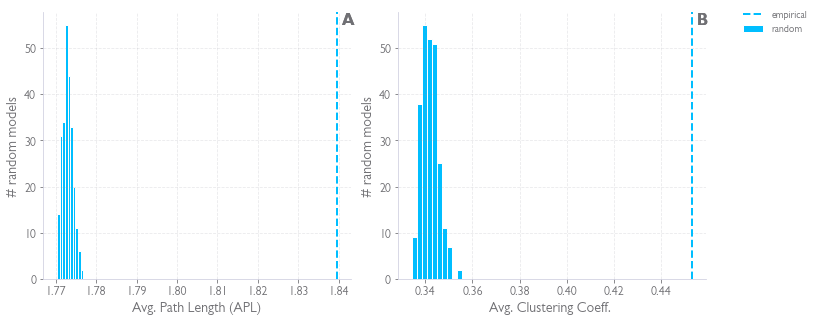 A
# random models
50
40
30
20
10
0
1.77 1.78 1.79 1.80 1.81 1.82 1.83 1.84
Avg. Path Length (APL)
B
# random models
50
40
30
20
10
0
0.34 0.36 0.38 0.40 0.42 0.44
Avg. Clustering Coeff.
empirical
random